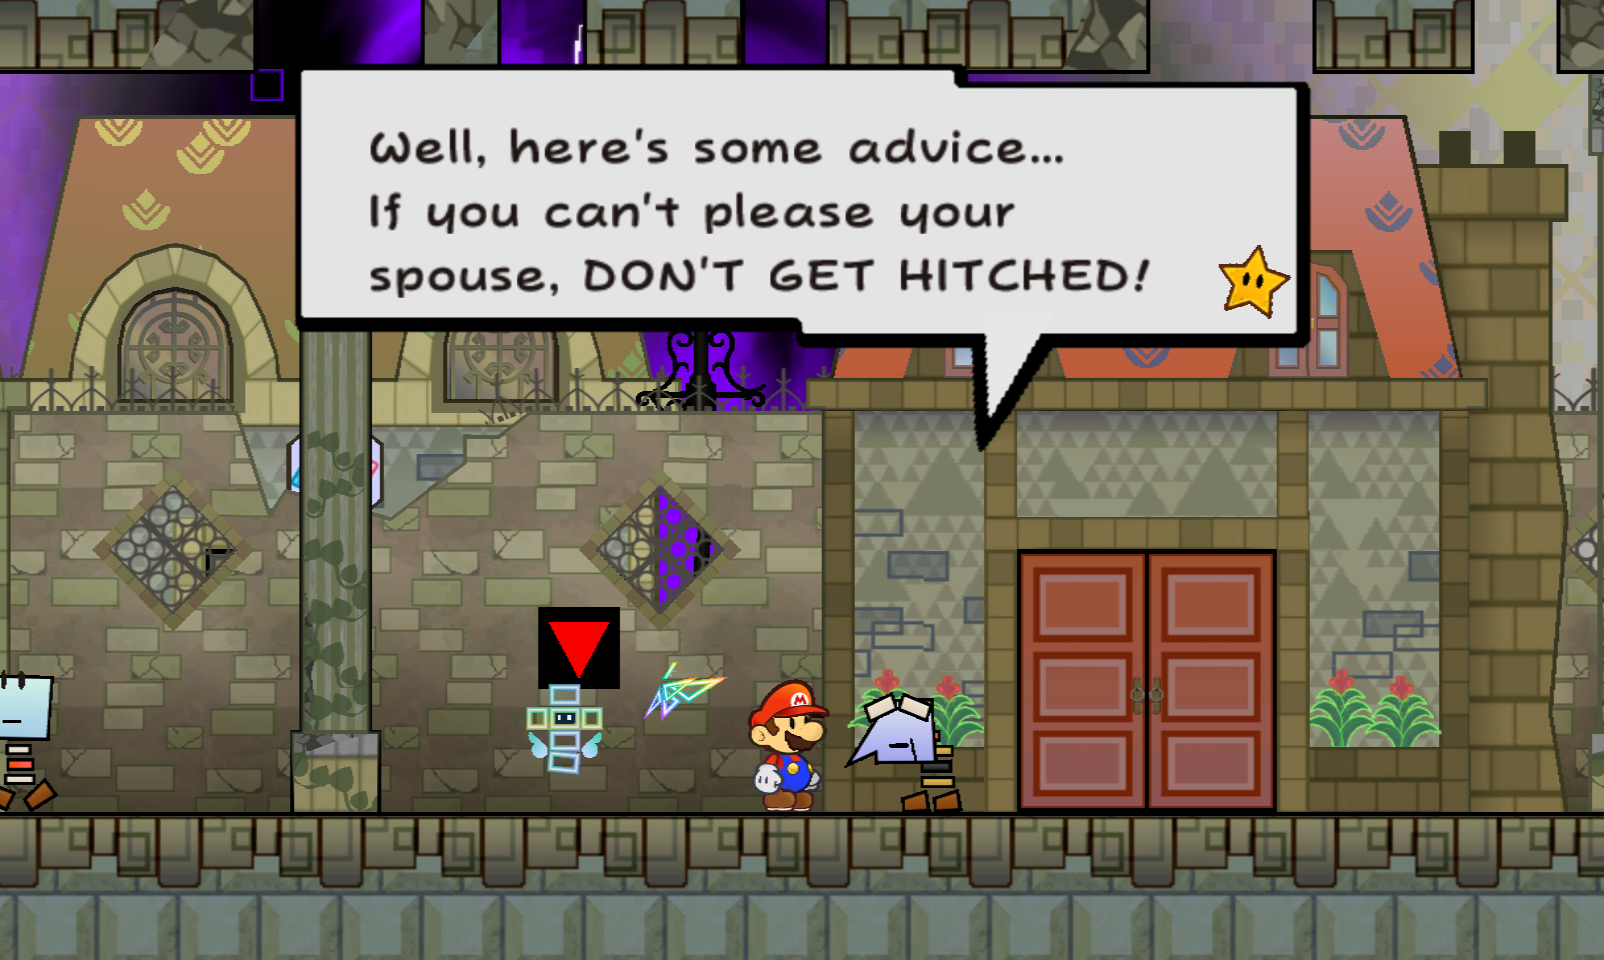 Well, here's some advice...
If you can't please your
spouse, DON'T GET HITCHED!
M